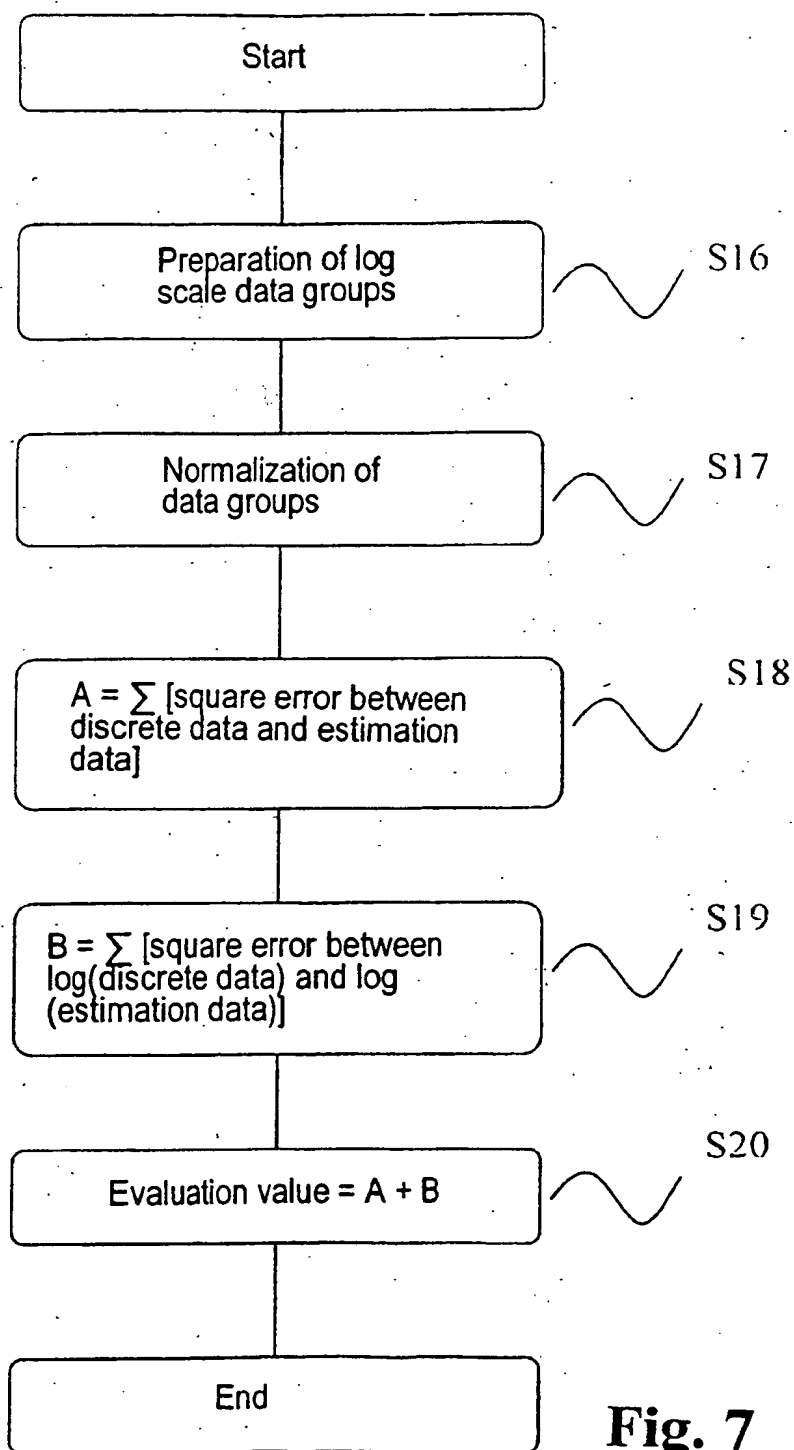 Start
Preparation of log
scale data groups
S16
Normalization of
data groups
S17
A = ∑ [square error between
discrete data and estimation
data]
S18
B = ∑ [square error between
log(discrete data) and log
(estimation data)]
S19
Evaluation value = A + B
S20
End
Fig. 7